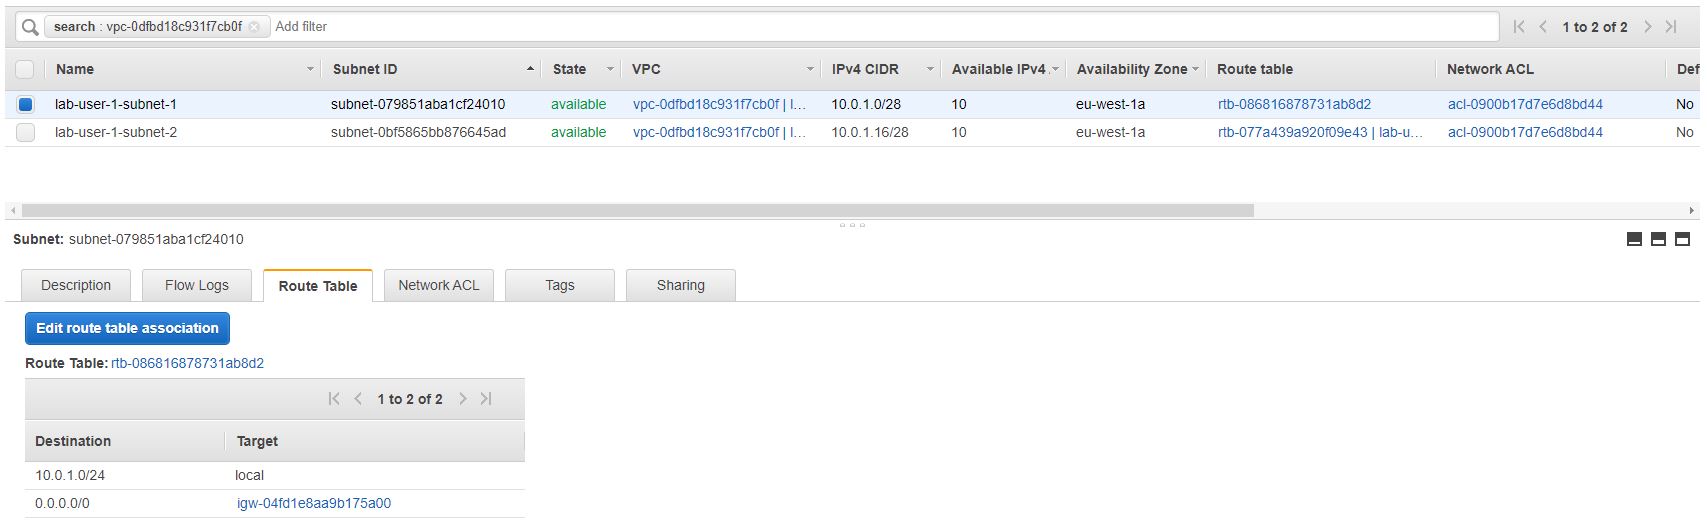 search : vpc-0dfbd18c931f7cb0f Add filter 1 to 2 of 2
Name Subnet ID State VPC IPv4 CIDR Available IPv4 . Availability Zone Route table Network ACL Def
lab-user-1-subnet-1 subnet-079851aba1cf24010 available vpc-0dfbd18c931f7cb0f | l... 10.0.1.0/28 10 eu-west-1a rtb-086816878731ab8d2 acl-0900b17d7e6d8bd44 No
lab-user-1-subnet-2 subnet-0bf5865bb876645ad available vpc-0dfbd18c931f7cb0f | l... 10.0.1.16/28 10 eu-west-1a rtb-077a439a920f09e43 | lab-u... acl-0900b17d7e6d8bd44 No
Subnet: subnet-079851aba1cf24010
Description Flow Logs Route Table Network ACL Tags Sharing
Edit route table association
Route Table: rtb-086816878731ab8d2
1 to 2 of 2
Destination Target
10.0.1.0/24 local
0.0.0.0/0 igw-04fd1e8aa9b175a00